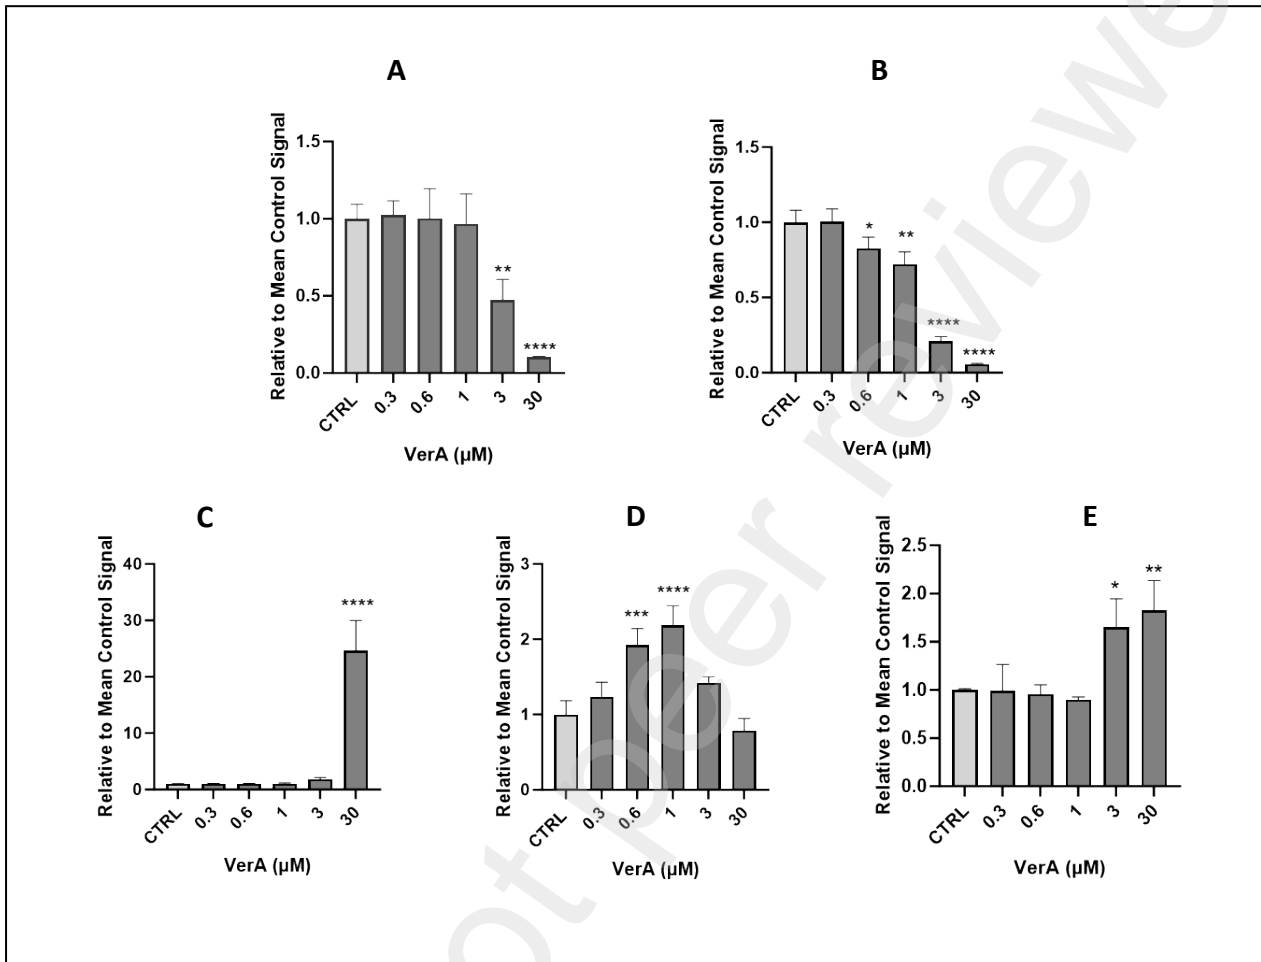 A
B
Relative to Mean Control Signal
1.5
1.0
0.5
0.0
**
****
CTRL
0.3
0.6
1
3
30
VerA (µM)
Relative to Mean Control Signal
1.5
1.0
0.5
0.0
*
**
****
****
CTRL
0.3
0.6
1
3
30
VerA (µM)
C
D
E
Relative to Mean Control Signal
40
30
20
10
0
****
CTRL
0.3
0.6
1
3
30
VerA (µM)
Relative to Mean Control Signal
3
2
1
0
***
****
CTRL
0.3
0.6
1
3
30
VerA (µM)
Relative to Mean Control Signal
2.5
2.0
1.5
1.0
0.5
0.0
*
**
CTRL
0.3
0.6
1
3
30
VerA (µM)
ot peer reviewe